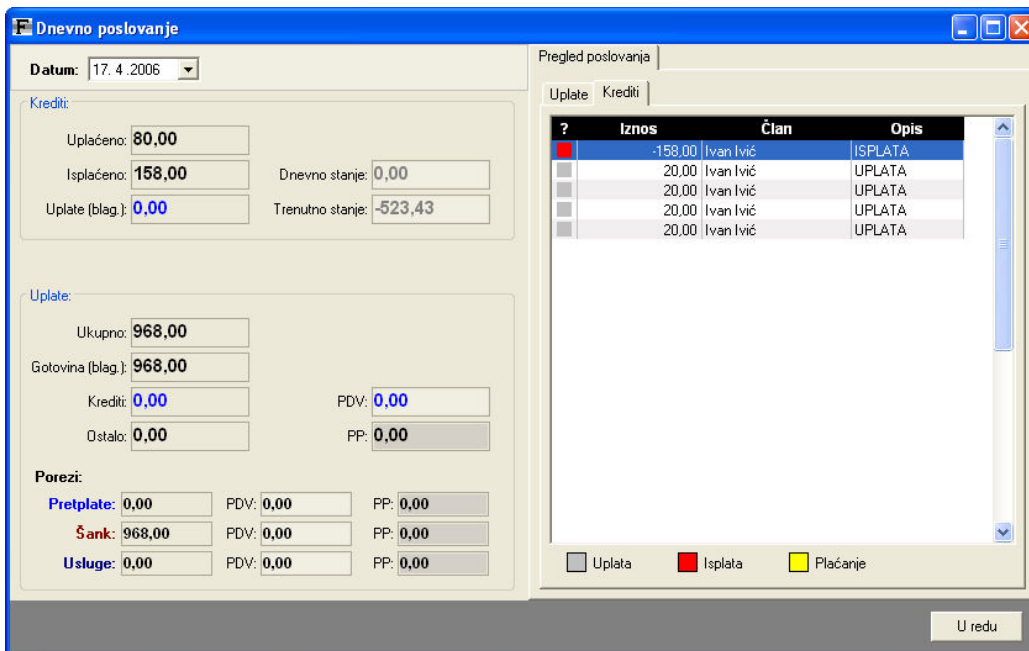 Dnevno poslovanje
Datum: 17. 4 .2006
Krediti:
Uplaćeno: 80,00
Isplaćeno: 158,00 Dnevno stanje: 0,00
Uplate (blag.): 0,00 Trenutno stanje: -523,43
Uplate:
Ukupno: 968,00
Gotovina (blag.): 968,00
Krediti: 0,00 PDV: 0,00
Ostalo: 0,00 PP: 0,00
Porezi:
Pretplate: 0,00 PDV: 0,00 PP: 0,00
Šank: 968,00 PDV: 0,00 PP: 0,00
Usluge: 0,00 PDV: 0,00 PP: 0,00
Pregled poslovanja
Uplate Krediti
? Iznos Član Opis
-158,00 Ivan Ivić ISPLATA
20,00 Ivan Ivić UPLATA
20,00 Ivan Ivić UPLATA
20,00 Ivan Ivić UPLATA
20,00 Ivan Ivić UPLATA
Uplata Isplata Plaćanje
U redu